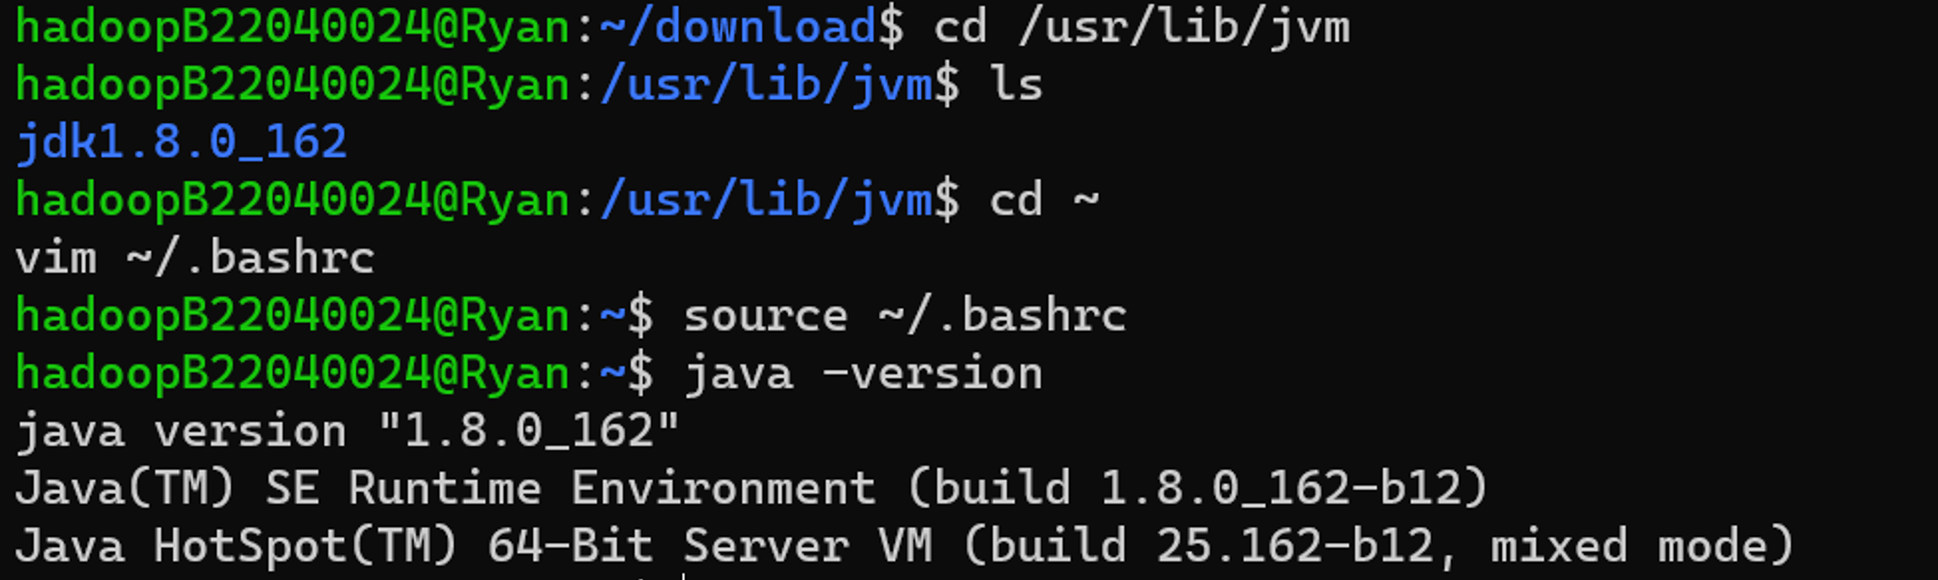 hadoopB22040024@Ryan:~/download$ cd /usr/lib/jvm
hadoopB22040024@Ryan:/usr/lib/jvm$ ls
jdk1.8.0_162
hadoopB22040024@Ryan:/usr/lib/jvm$ cd ~
vim ~/.bashrc
hadoopB22040024@Ryan:~$ source ~/.bashrc
hadoopB22040024@Ryan:~$ java -version
java version "1.8.0_162"
Java(TM) SE Runtime Environment (build 1.8.0_162-b12)
Java HotSpot(TM) 64-Bit Server VM (build 25.162-b12, mixed mode)